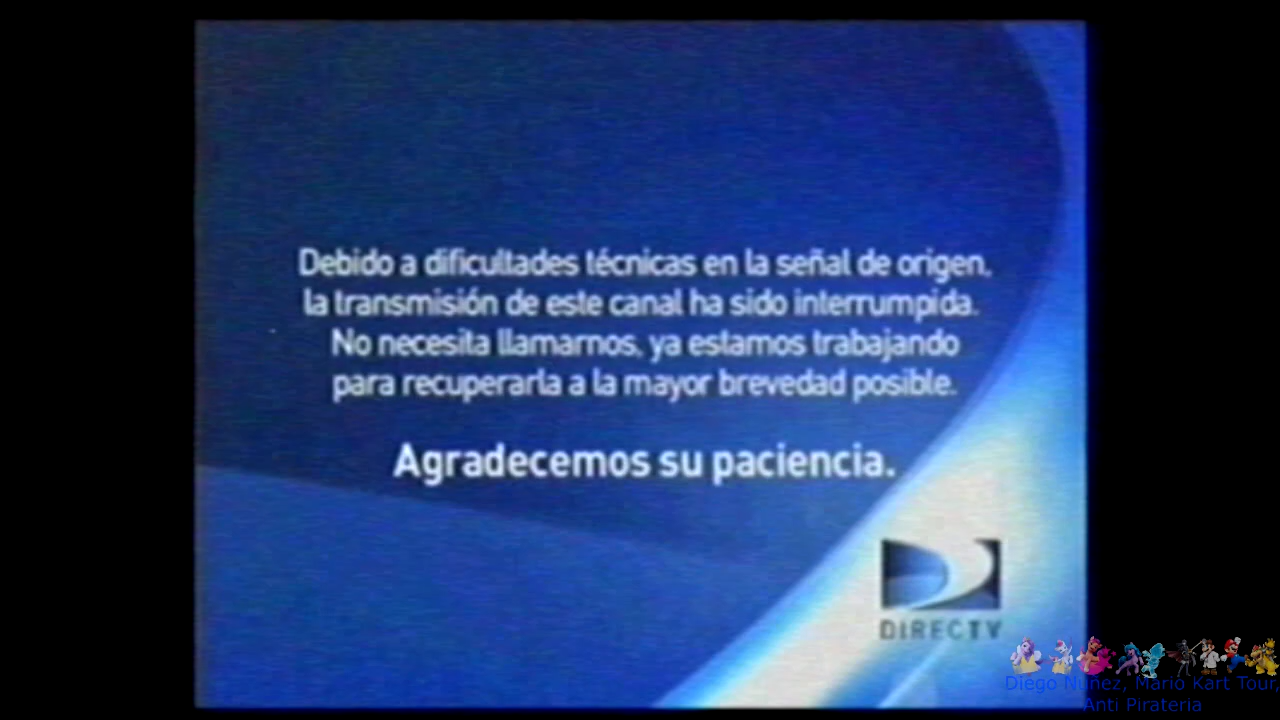 Debido a dificultades técnicas en la señal de origen,
la transmisión de este canal ha sido interrumpida.
No necesita llamarnos, ya estamos trabajando
para recuperarla a la mayor brevedad posible.
Agradecemos su paciencia.
DIRECTV
Diego Nuñez, Mario Kart Tour,
Anti Pirateria